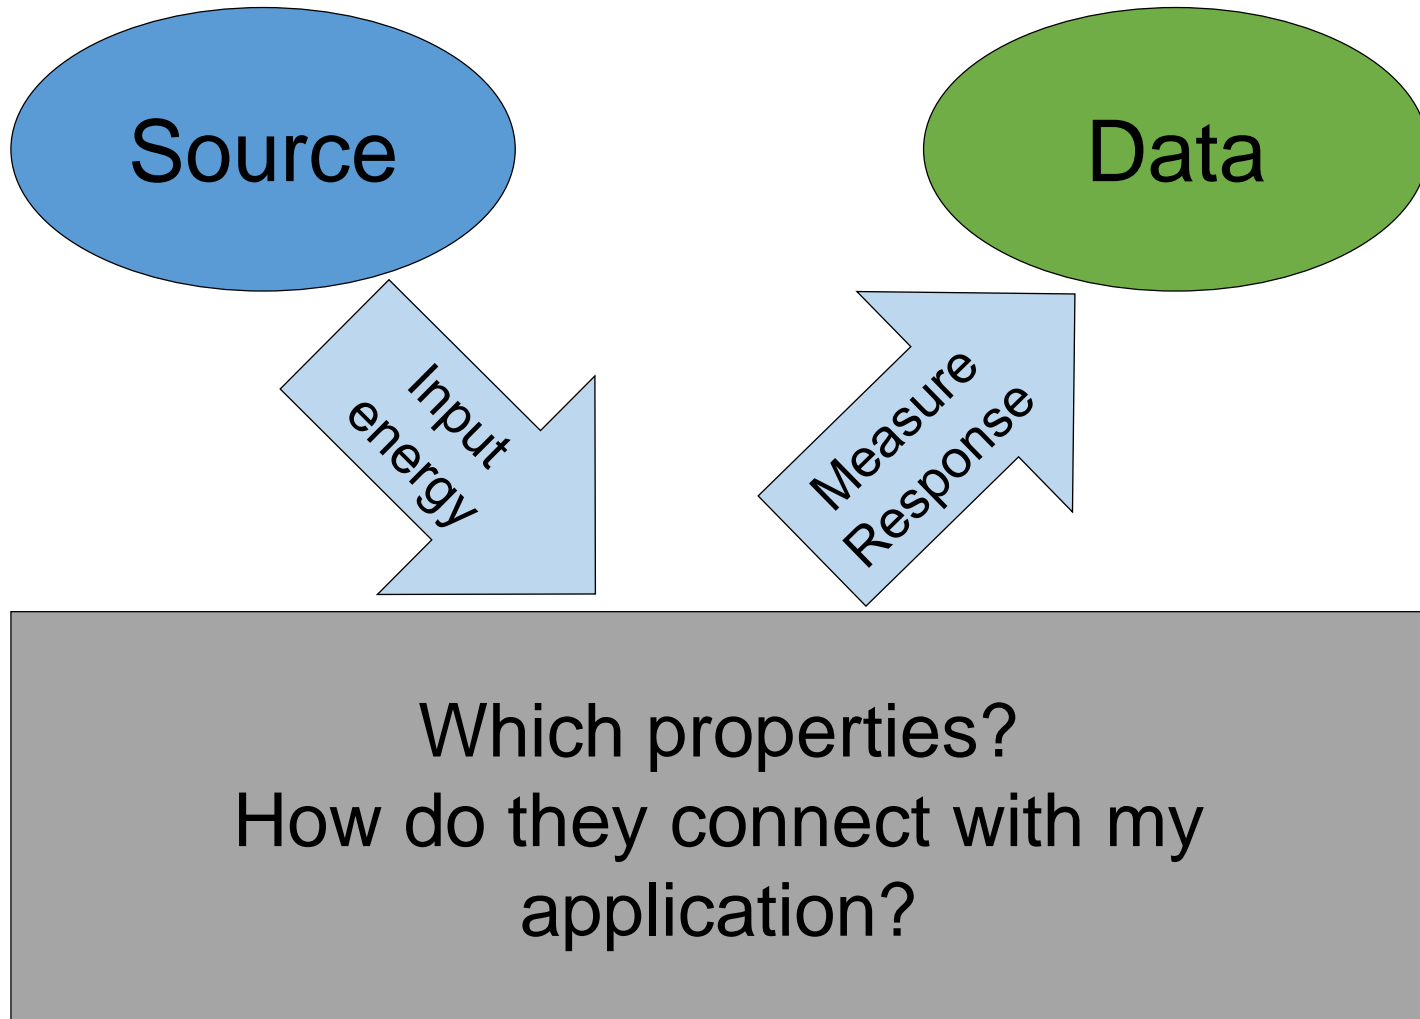 Source
Data
Input
energy
Measure
Response
Which properties?
How do they connect with my
application?